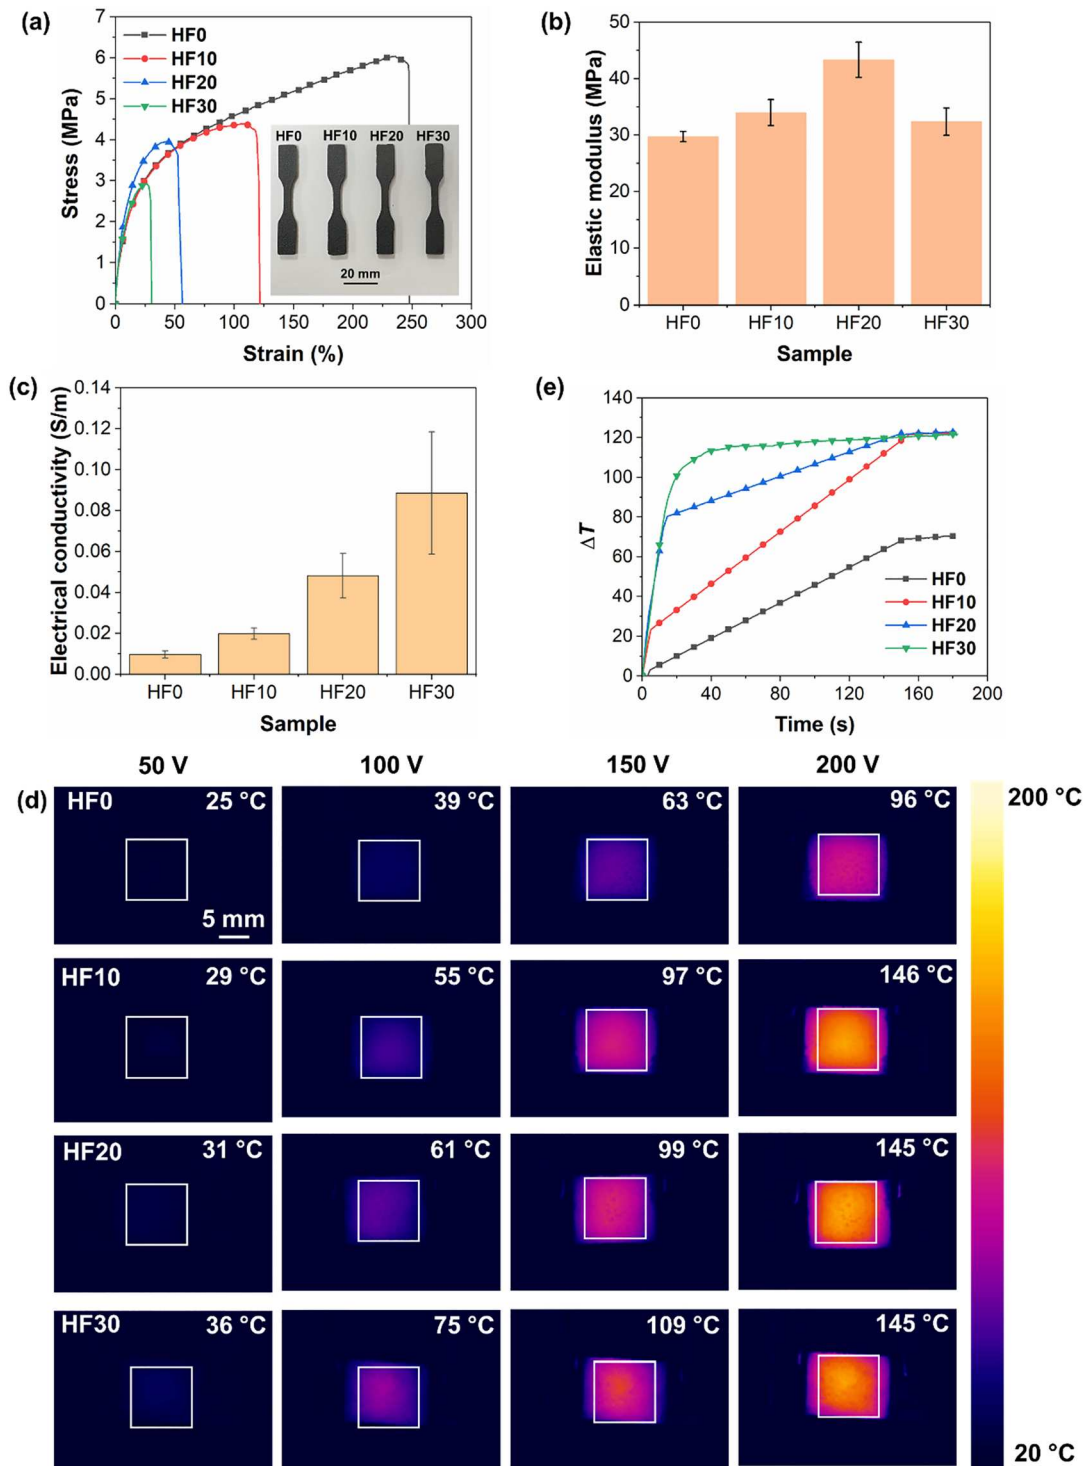 (a)
7
6
5
4
3
2
1
0
Stress (MPa)
HF0
HF10
HF20
HF30
HF0 HF10 HF20 HF30
20 mm
0 50 100 150 200 250 300
Strain (%)
(b)
50
40
30
20
10
0
Elastic modulus (MPa)
HF0 HF10 HF20 HF30
Sample
(c)
0.14
0.12
0.10
0.08
0.06
0.04
0.02
0.00
Electrical conductivity (S/m)
HF0 HF10 HF20 HF30
Sample
(e)
140
120
100
80
60
40
20
0
ΔT
HF0
HF10
HF20
HF30
0 40 80 120 160 200
Time (s)
50 V 100 V 150 V 200 V
(d)
HF0 25 °C 39 °C 63 °C 96 °C
5 mm
HF10 29 °C 55 °C 97 °C 146 °C
HF20 31 °C 61 °C 99 °C 145 °C
HF30 36 °C 75 °C 109 °C 145 °C
200 °C
20 °C